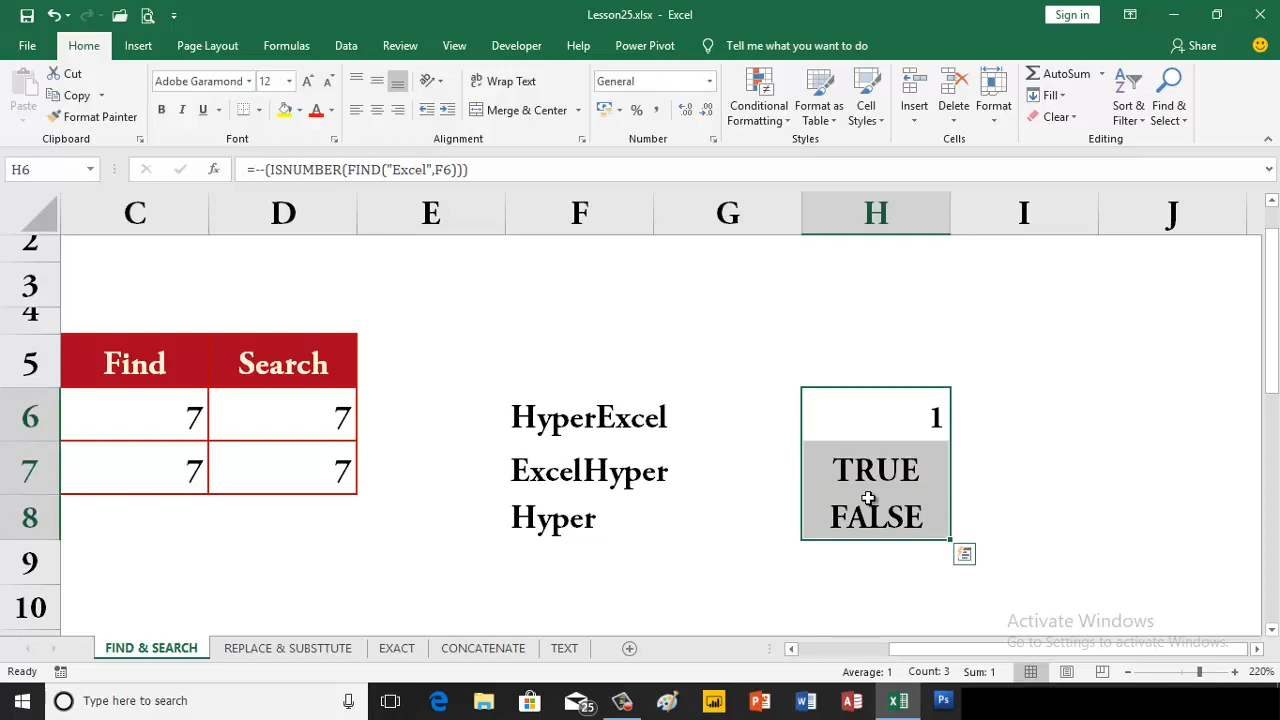 Lesson25.xlsx - Excel
Sign in
File Home Insert Page Layout Formulas Data Review View Developer Help Power Pivot Tell me what you want to do Share
Paste
Cut
Copy
Format Painter
Clipboard
Adobe Garamond 12
B I U
Font
Wrap Text
Merge & Center
Alignment
General
Number
Conditional Formatting
Format as Table
Cell Styles
Styles
Insert
Delete
Format
Cells
AutoSum
Fill
Clear
Sort & Filter
Find & Select
Editing
H6
fx
=--(ISNUMBER(FIND("Excel",F6)))
C D E F G H I J
2
3
4
5 Find Search
6 7 7 HyperExcel 1
7 7 7 ExcelHyper TRUE
8 Hyper FALSE
9
10
Activate Windows
Go to Settings to activate Windows.
FIND & SEARCH REPLACE & SUBSTITUTE EXACT CONCATENATE TEXT
Ready Average: 1 Count: 3 Sum: 1 220%
Type here to search
25